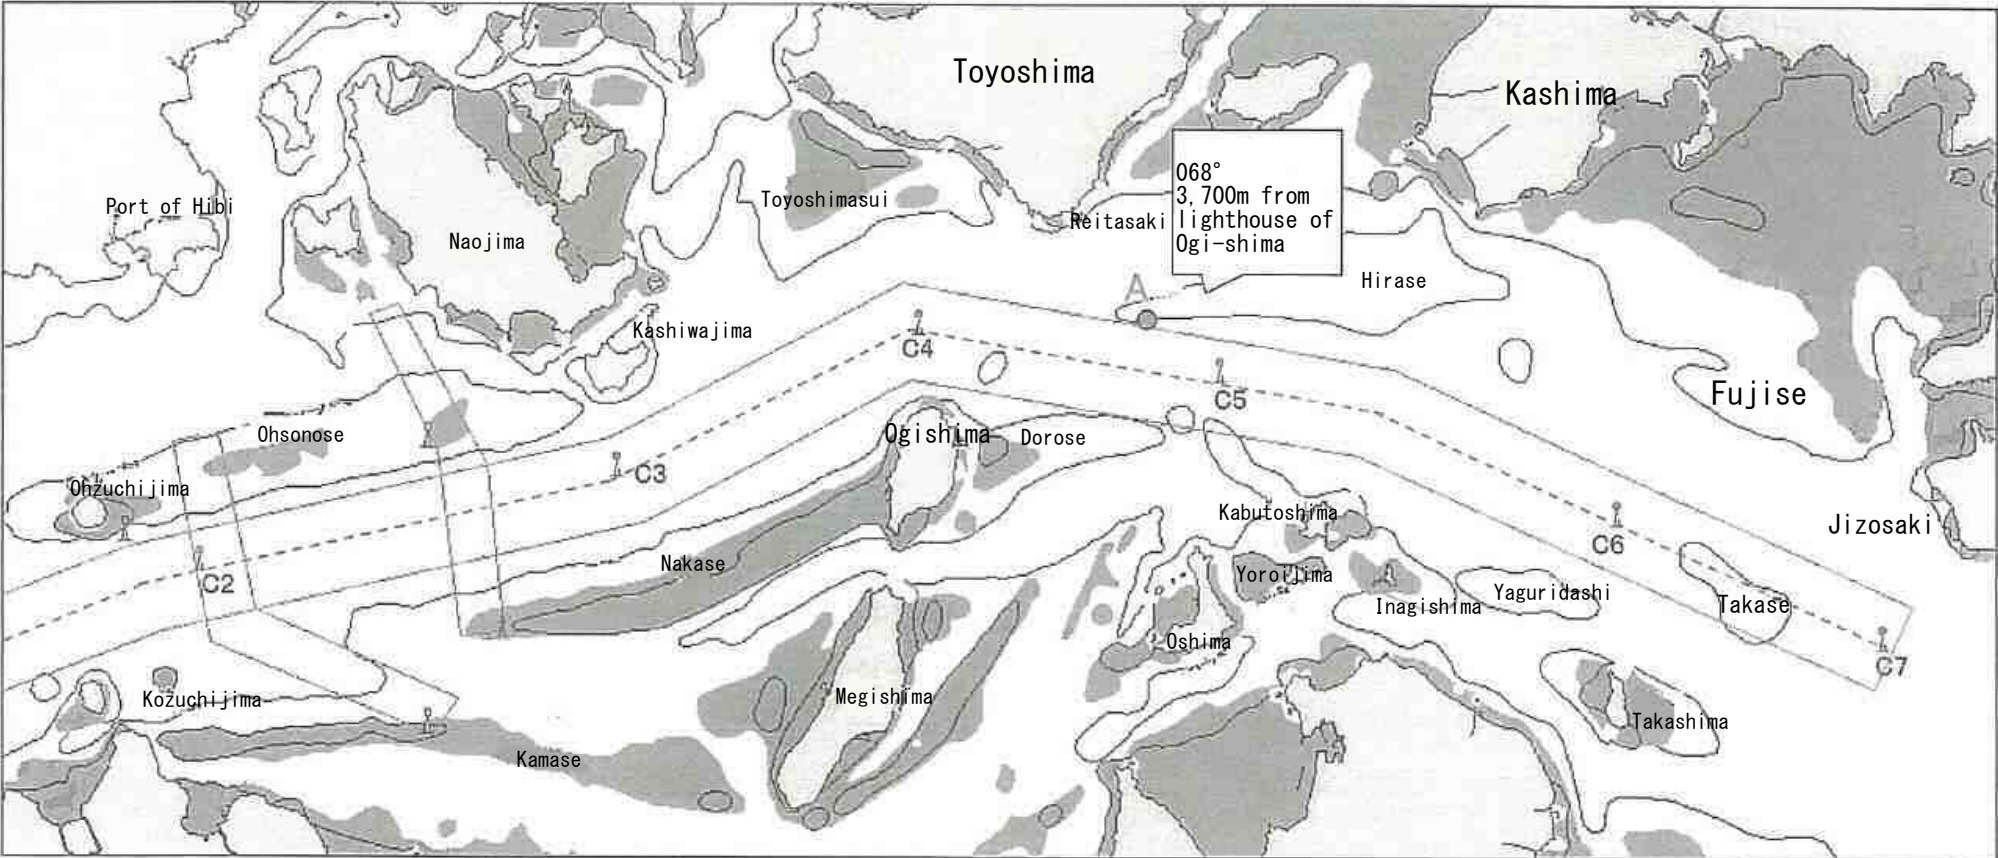 Toyoshima
Kashima
068°
3,700m from
lighthouse of
Ogi-shima
Port of Hibi
Toyoshimasui
Reitasaki
Naojima
Hirase
A
Kashiwajima
C4
C5
Fujise
Ohsonose
Ogishima
Dorose
C3
Ohzuchijima
Kabutoshima
Jizosaki
C6
Nakase
Yoroijima
C2
Yaguridashi
Inagishima
Takase
Oshima
C7
Kozuchijima
Megishima
Takashima
Kamase